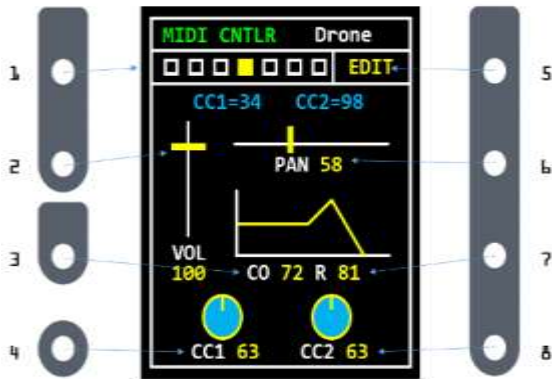 MIDI CNTLR Drone
1 EDIT 5
CC1=34 CC2=98
2 PAN 58 6
VOL
100
3 CO 72 R 81 7
4 CC1 63 CC2 63 8